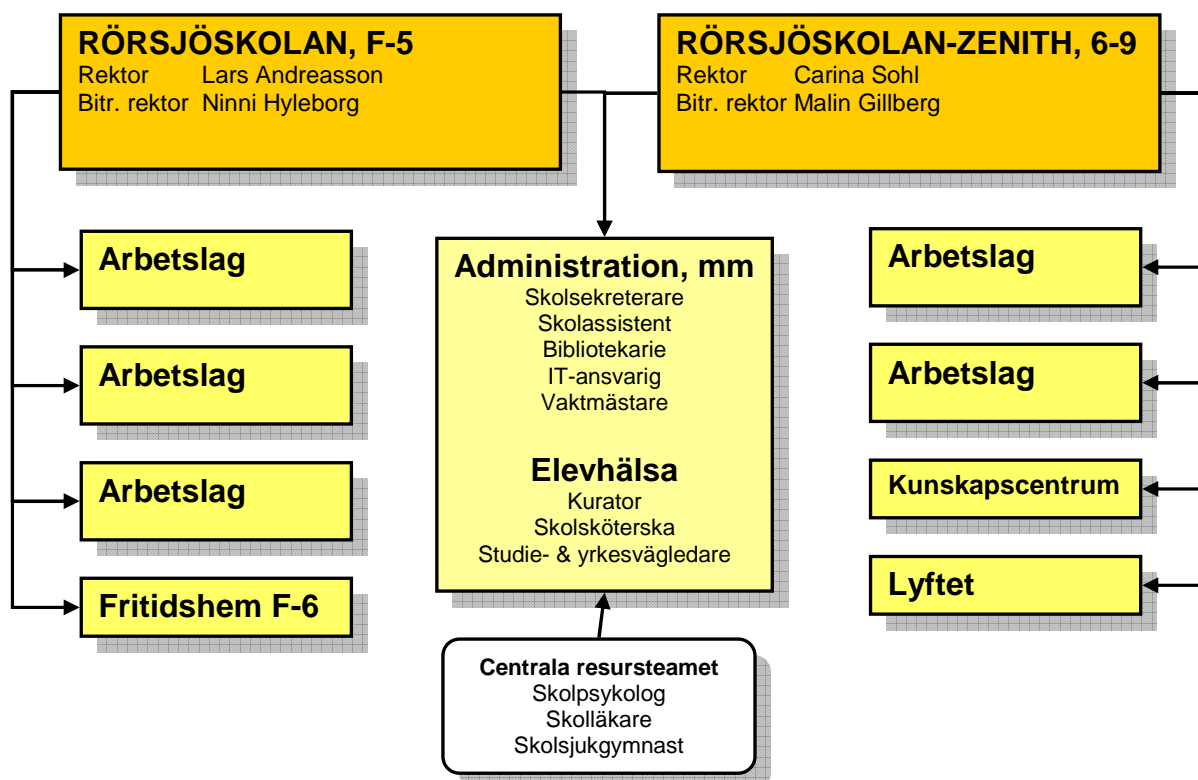 RÖRSJÖSKOLAN, F-5
Rektor Lars Andreasson
Bitr. rektor Ninni Hyleborg
RÖRSJÖSKOLAN-ZENITH, 6-9
Rektor Carina Sohl
Bitr. rektor Malin Gillberg
Arbetslag
Arbetslag
Arbetslag
Fritidshem F-6
Administration, mm
Skolsekreterare
Skolassistent
Bibliotekarie
IT-ansvarig
Vaktmästare
Elevhälsa
Kurator
Skolsköterska
Studie- & yrkesvägledare
Centrala resursteamet
Skolpsykolog
Skolläkare
Skolsjukgymnast
Arbetslag
Arbetslag
Kunskapscentrum
Lyftet